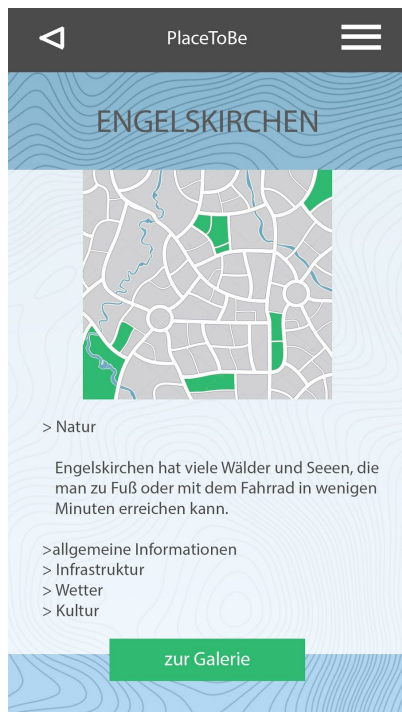 PlaceToBe
ENGELSKIRCHEN
> Natur
Engelskirchen hat viele Wälder und Seeen, die
man zu Fuß oder mit dem Fahrrad in wenigen
Minuten erreichen kann.
>allgemeine Informationen
> Infrastruktur
> Wetter
> Kultur
zur Galerie